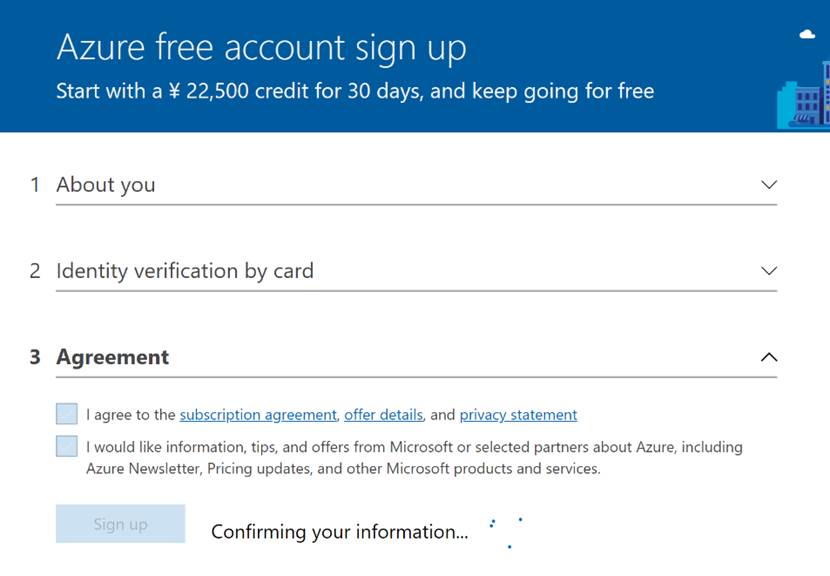 Azure free account sign up
Start with a ¥ 22,500 credit for 30 days, and keep going for free
1 About you
2 Identity verification by card
3 Agreement
I agree to the subscription agreement, offer details, and privacy statement
I would like information, tips, and offers from Microsoft or selected partners about Azure, including
Azure Newsletter, Pricing updates, and other Microsoft products and services.
Sign up Confirming your information...